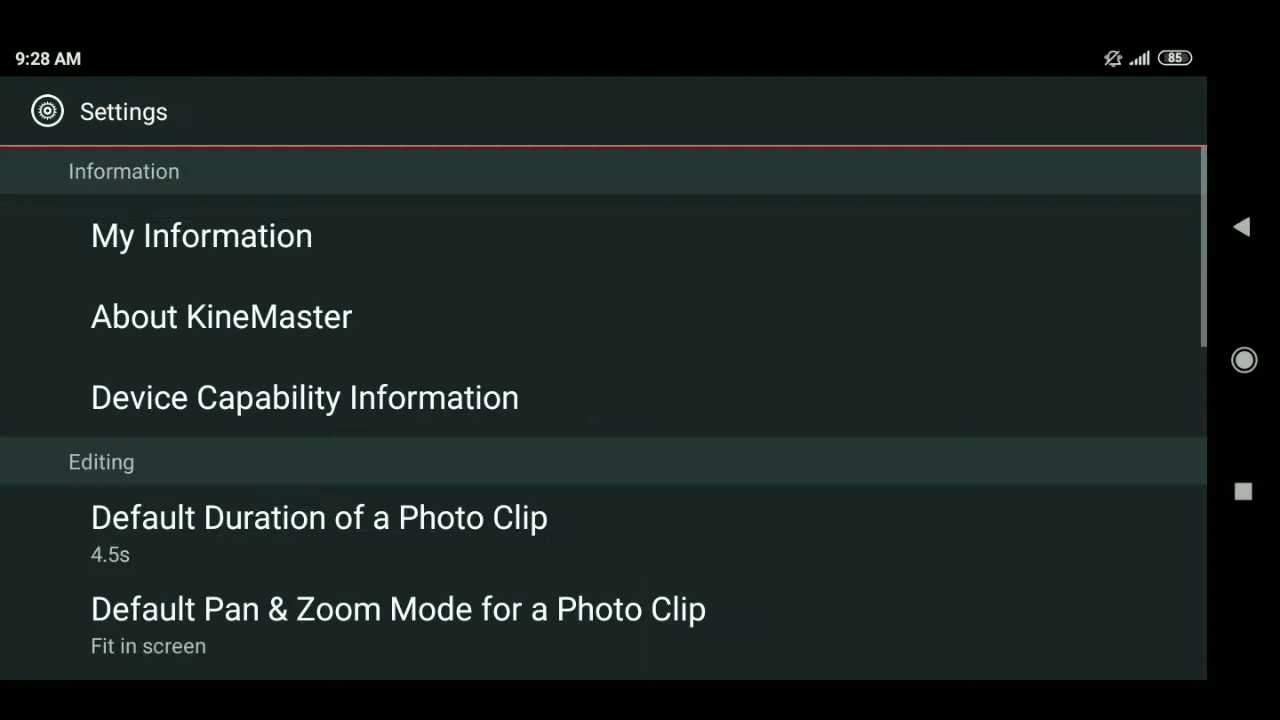 9:28 AM
85
Settings
Information
My Information
About KineMaster
Device Capability Information
Editing
Default Duration of a Photo Clip
4.5s
Default Pan & Zoom Mode for a Photo Clip
Fit in screen